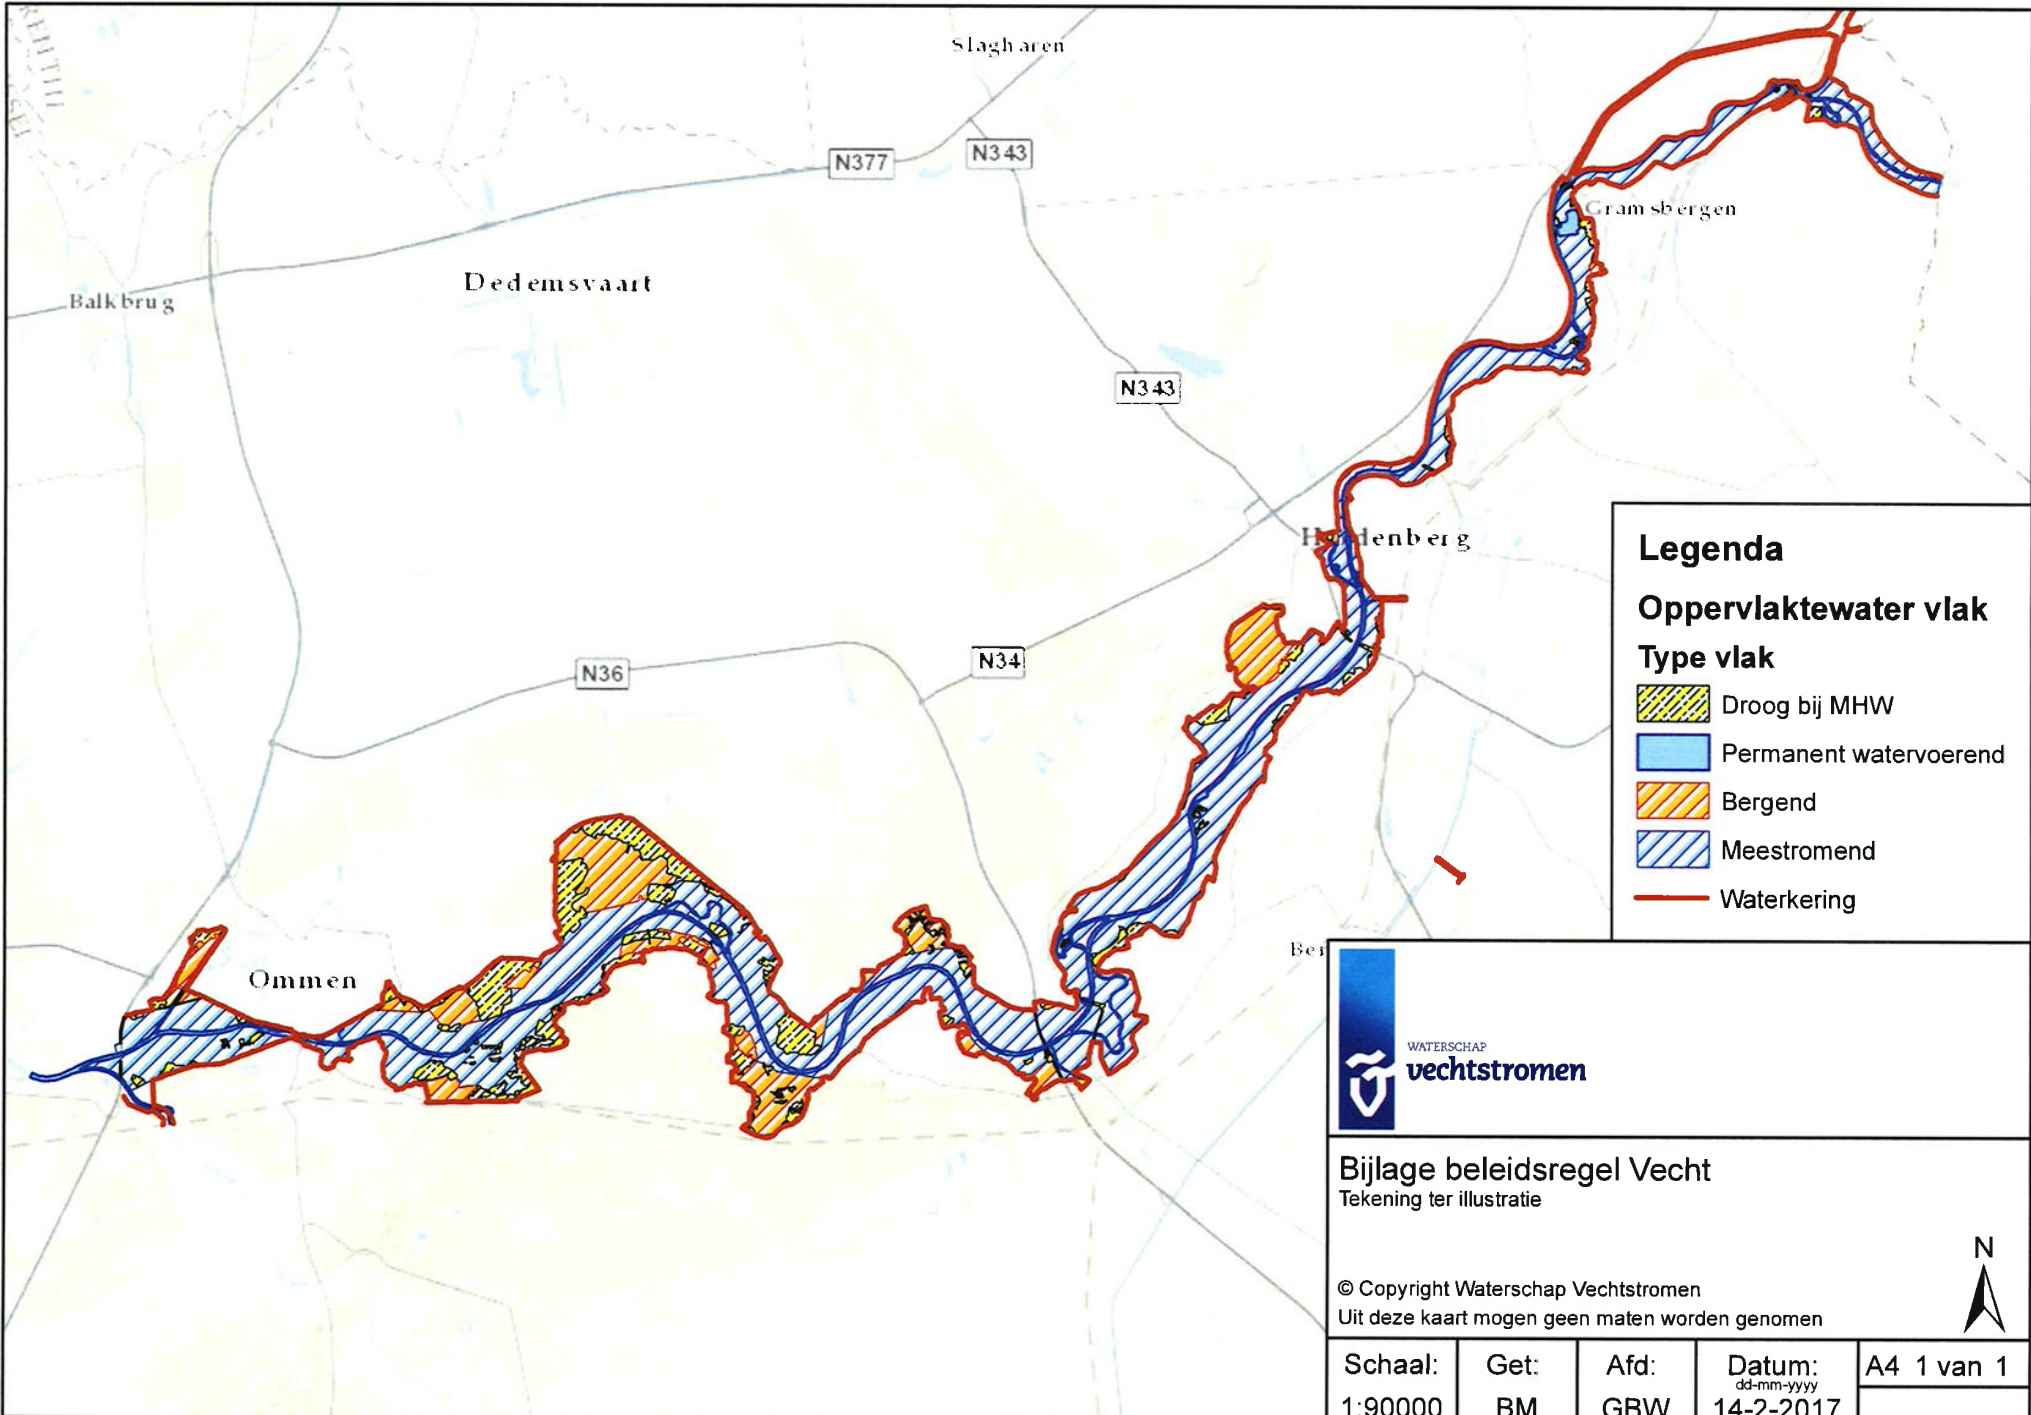 Slagharen
N377
N343
Gramsbergen
Dedemsvaart
Balkbrug
N343
Hardenberg
N36
N34
Ommen
Ber
Legenda
Oppervlaktewater vlak
Type vlak
Droog bij MHW
Permanent watervoerend
Bergend
Meestromend
Waterkering
WATERSCHAP
vechtstromen
Bijlage beleidsregel Vecht
Tekening ter illustratie
N
© Copyright Waterschap Vechtstromen
Uit deze kaart mogen geen maten worden genomen
Schaal: Get: Afd: Datum: A4 1 van 1
dd-mm-yyyy
1:90000 BM GBW 14-2-2017